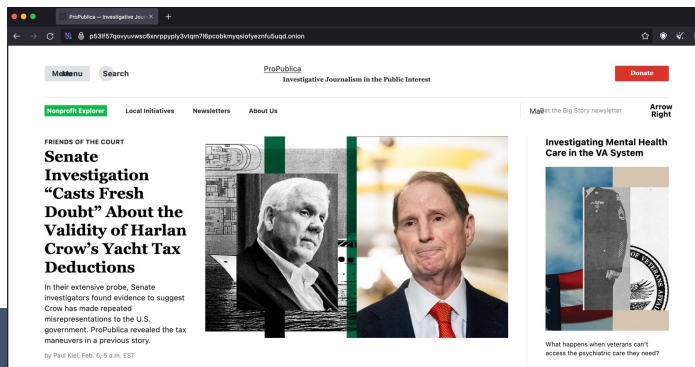 ProPublica — Investigative Jour
p53lf57qovyuvwsc6xnrppyply3vtqm7l6pcobkmyqsiofyeznfu5uqd.onion
Menu
Search
ProPublica
Investigative Journalism in the Public Interest
Donate
Nonprofit Explorer
Local Initiatives
Newsletters
About Us
Get the Big Story newsletter
Arrow
Right
FRIENDS OF THE COURT
Senate
Investigation
“Casts Fresh
Doubt” About the
Validity of Harlan
Crow’s Yacht Tax
Deductions
In their extensive probe, Senate
investigators found evidence to suggest
Crow has made repeated
misrepresentations to the U.S.
government. ProPublica revealed the tax
maneuvers in a previous story.
by Paul Kiel, Feb. 6, 5 a.m. EST
Investigating Mental Health
Care in the VA System
What happens when veterans can’t
access the psychiatric care they need?